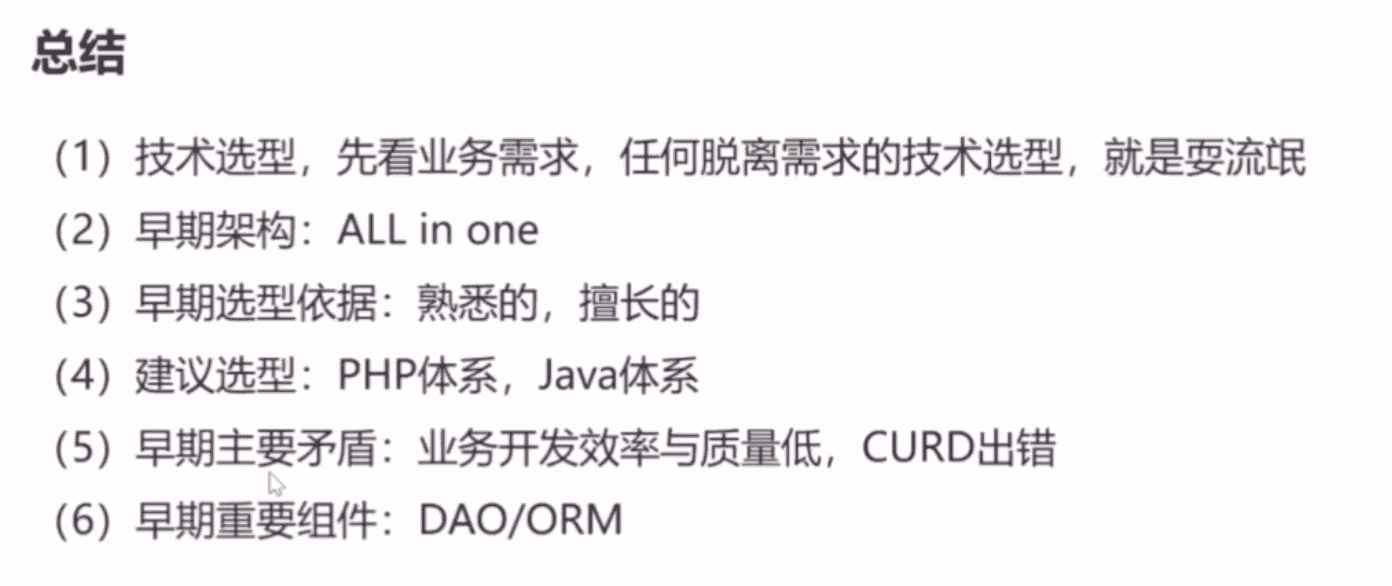 总结
（1）技术选型，先看业务需求，任何脱离需求的技术选型，就是耍流氓
（2）早期架构：ALL in one
（3）早期选型依据：熟悉的，擅长的
（4）建议选型：PHP体系，Java体系
（5）早期主要矛盾：业务开发效率与质量低，CURD出错
（6）早期重要组件：DAO/ORM